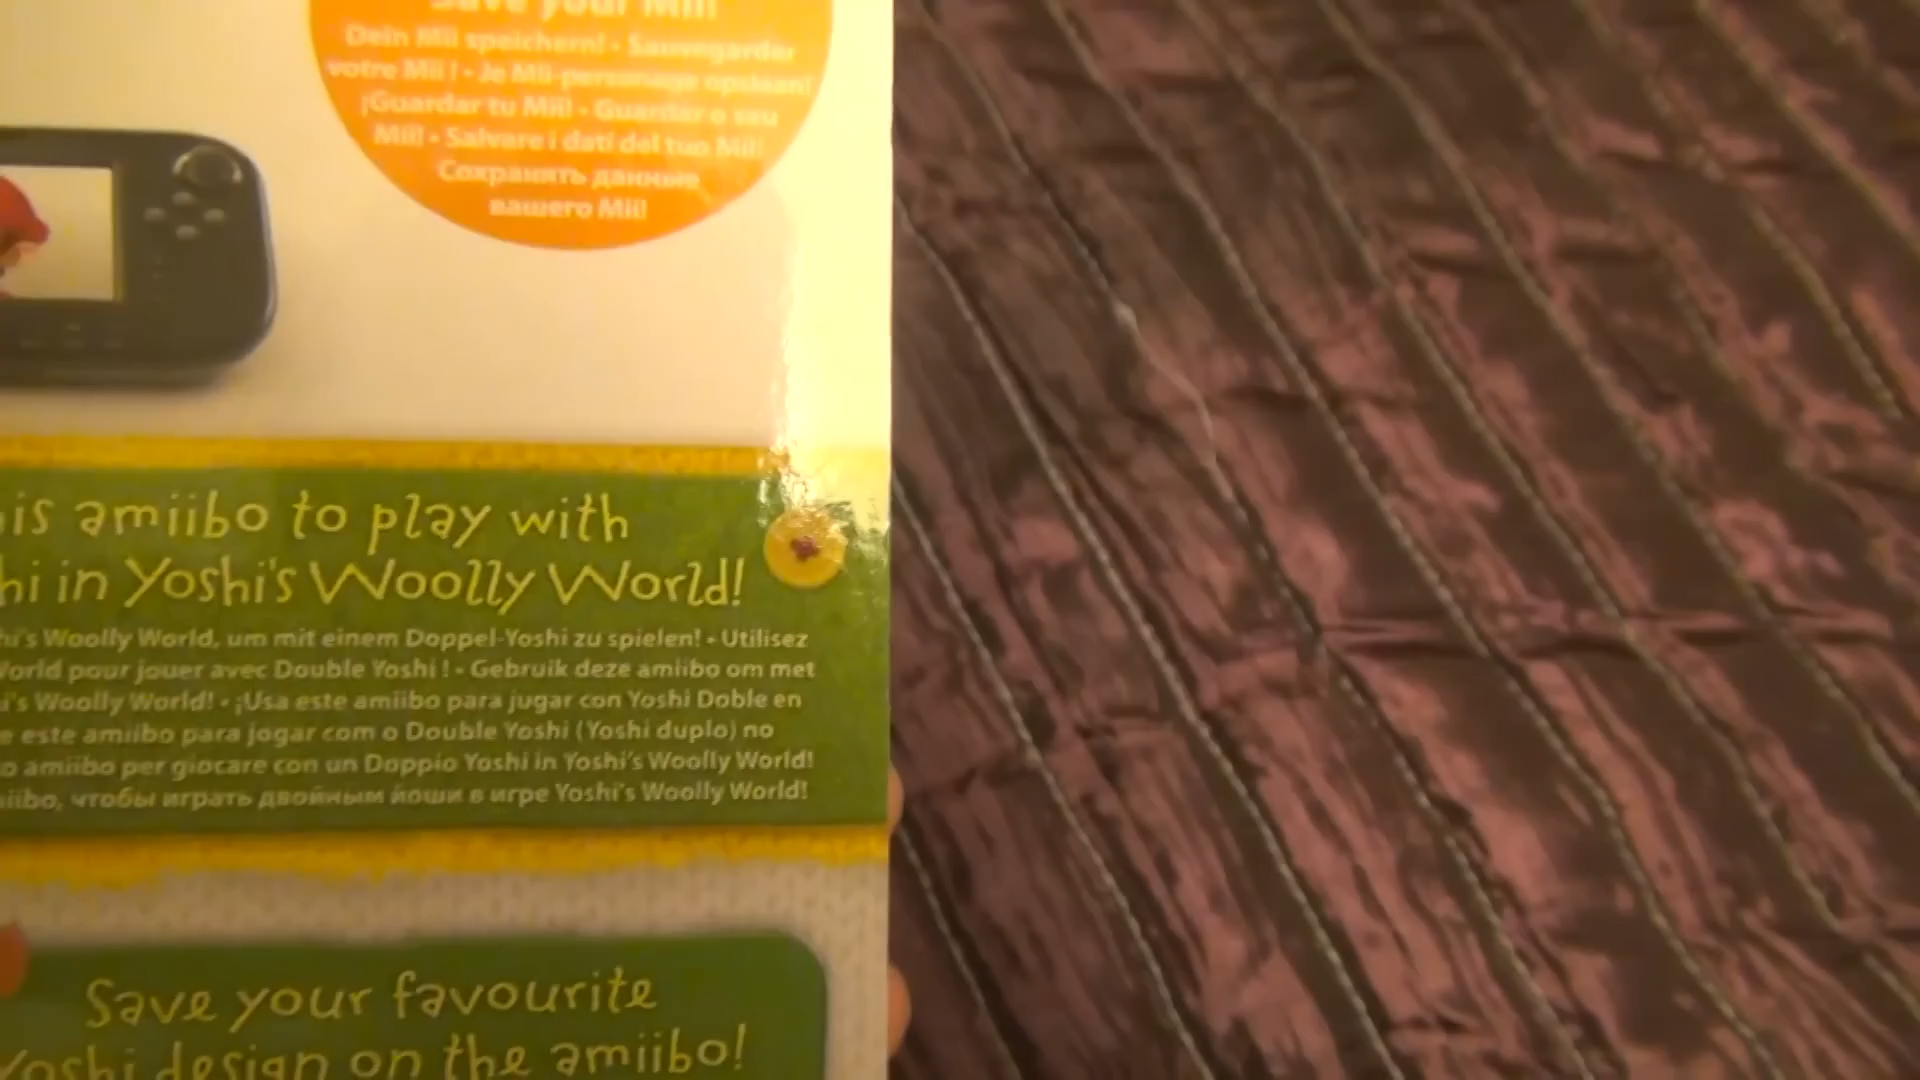 Save your Mii!
Dein Mii speichern! • Sauvegarder
votre Mii ! • Je Mii-personage opslaan!
¡Guardar tu Mii! • Guardar o seu
Mii! • Salvare i dati del tuo Mii!
Сохранить данные
вашего Mii!
is amiibo to play with
hi in Yoshi's Woolly World!
hi's Woolly World, um mit einem Doppel-Yoshi zu spielen! • Utilisez
World pour jouer avec Double Yoshi ! • Gebruik deze amiibo om met
i's Woolly World! • ¡Usa este amiibo para jugar con Yoshi Doble en
e este amiibo para jogar com o Double Yoshi (Yoshi duplo) no
o amiibo per giocare con un Doppio Yoshi in Yoshi's Woolly World!
iibo, чтобы играть двойным йоши в игре Yoshi's Woolly World!
Save your favourite
Yoshi design on the amiibo!